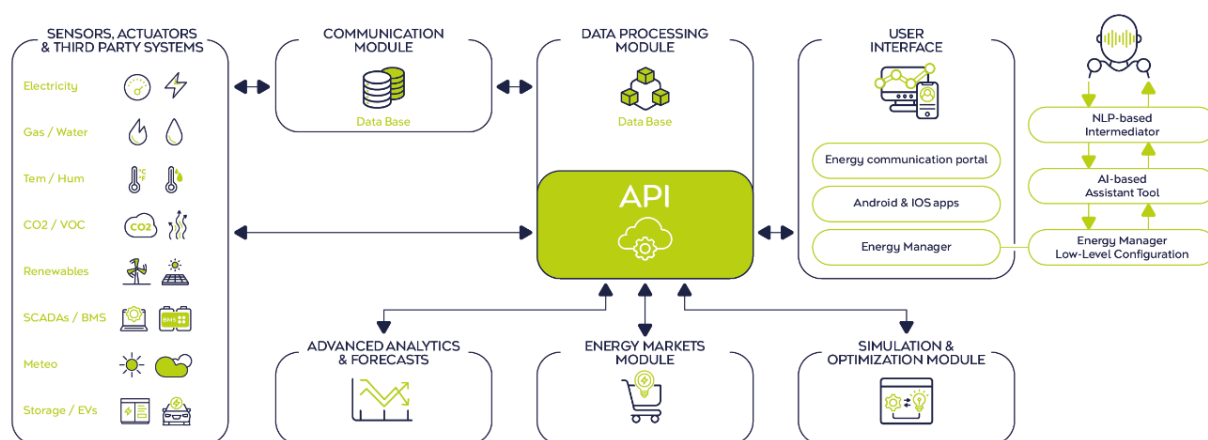 SENSORS, ACTUATORS
& THIRD PARTY SYSTEMS
Electricity
Gas / Water
Tem / Hum
°C
°F
CO2 / VOC
CO2
Renewables
SCADAs / BMS
BMS
Meteo
Storage / EVs
COMMUNICATION
MODULE
Data Base
DATA PROCESSING
MODULE
Data Base
API
USER
INTERFACE
Energy communication portal
Android & IOS apps
Energy Manager
NLP-based
Intermediator
AI-based
Assistant Tool
Energy Manager
Low-Level Configuration
ADVANCED ANALYTICS
& FORECASTS
ENERGY MARKETS
MODULE
SIMULATION &
OPTIMIZATION MODULE